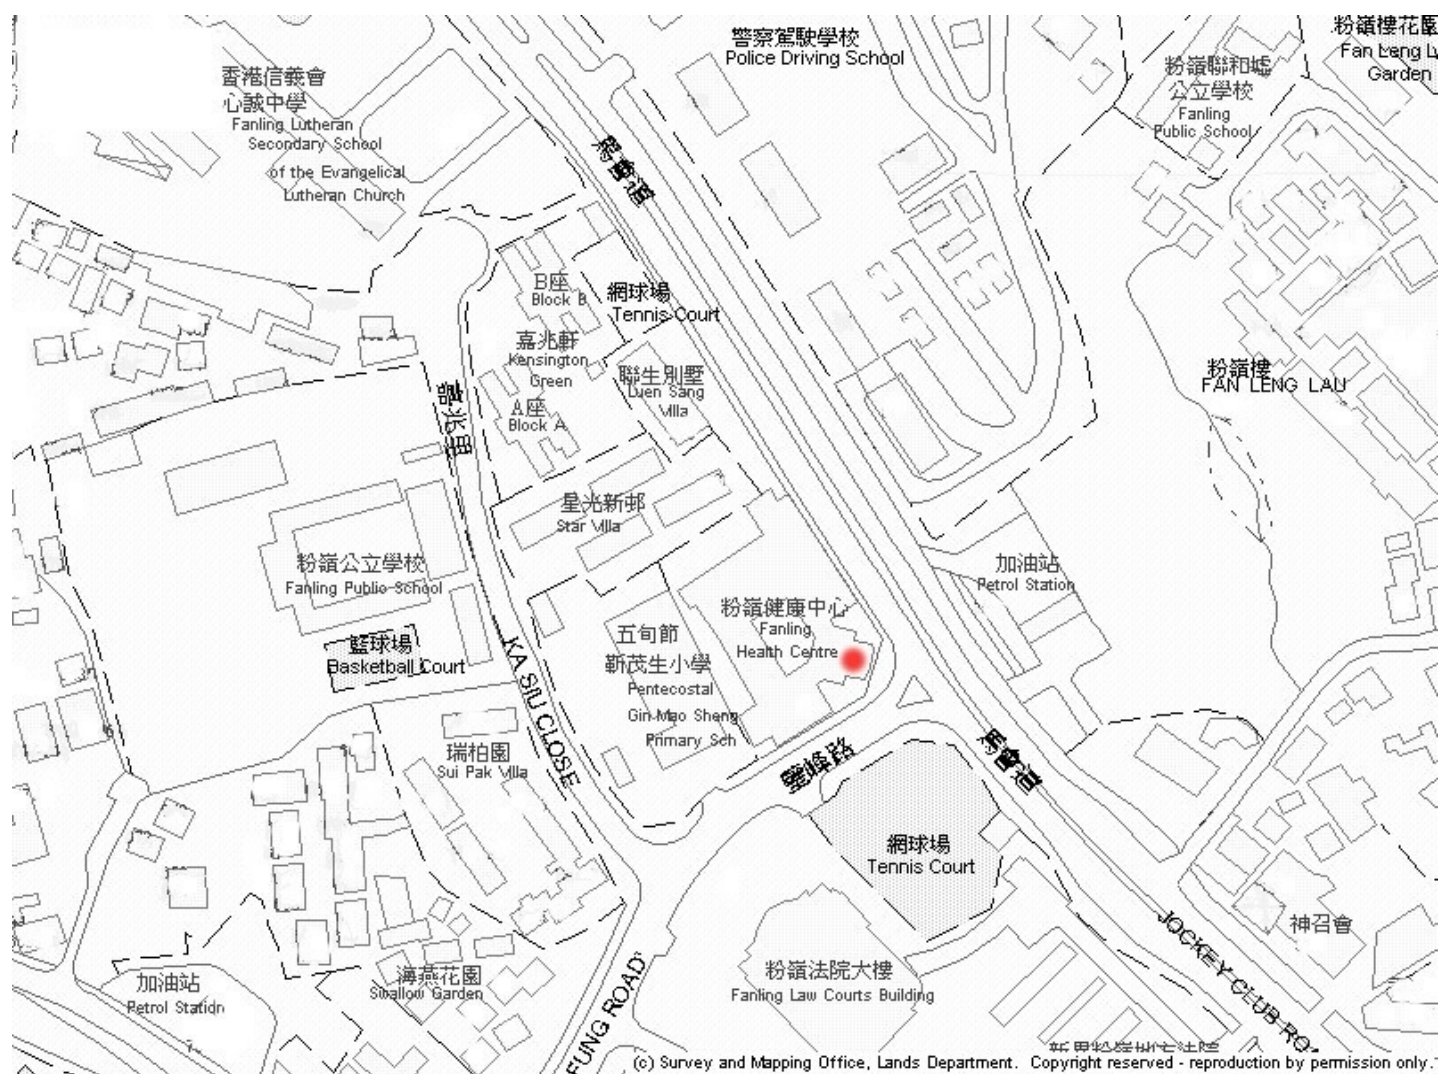 警察駕駛學校
Police Driving School
粉嶺樓花園
Fan Leng L
Garden
香港信義會
心誠中學
Fanling Lutheran
Secondary School
of the Evangelical
Lutheran Church
粉嶺聯和墟
公立學校
Fanling
Public School
馬會道
B座
Block B
網球場
Tennis Court
嘉兆軒
Kensington
Green
聯生別墅
Luen Sang
Villa
A座
Block A
嘉兆里
粉嶺樓
FAN LENG LAU
星光新邨
Star Villa
粉嶺公立學校
Fanling Public School
加油站
Petrol Station
籃球場
Basketball Court
粉嶺健康中心
Fanling
Health Centre
五旬節
靳茂生小學
Pentecostal
Gin Mao Sheng
Primary Sch
KA SIU CLOSE
瑞柏園
Sui Pak Villa
璧峰路
馬會道
網球場
Tennis Court
神召會
JOCKEY CLUB RO
加油站
Petrol Station
海燕花園
Swallow Garden
FUNG ROAD
粉嶺法院大樓
Fanling Law Courts Building
(c) Survey and Mapping Office, Lands Department. Copyright reserved - reproduction by permission only.